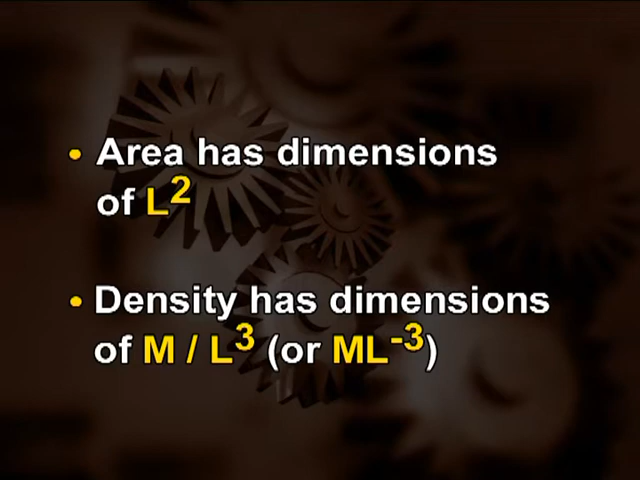 • Area has dimensions
of L²
• Density has dimensions
of M / L³ (or ML⁻³)